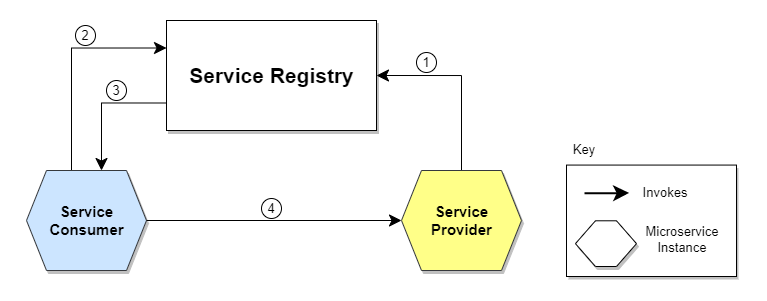 2
Service Registry
1
3
Key
Invokes
Service
Consumer
4
Service
Provider
Microservice
Instance